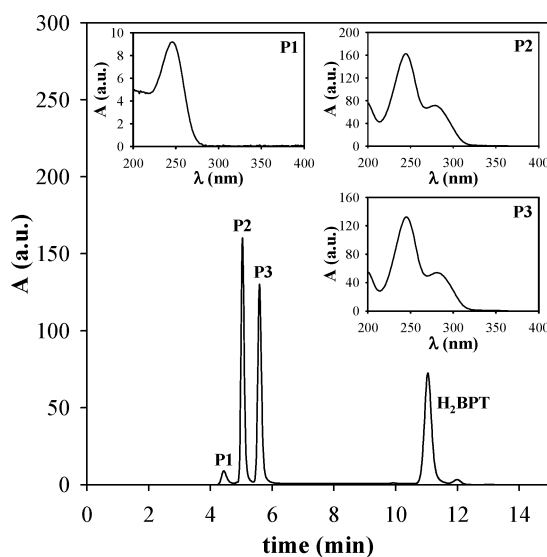 300
250
200
150
100
50
0
A (a.u.)
0 2 4 6 8 10 12 14
time (min)
P1
P2
P3
H₂BPT
P1
10
8
6
4
2
0
A (a.u.)
200 250 300 350 400
λ (nm)
P2
200
160
120
80
40
0
A (a.u.)
200 250 300 350 400
λ (nm)
P3
160
120
80
40
0
A (a.u.)
200 250 300 350 400
λ (nm)